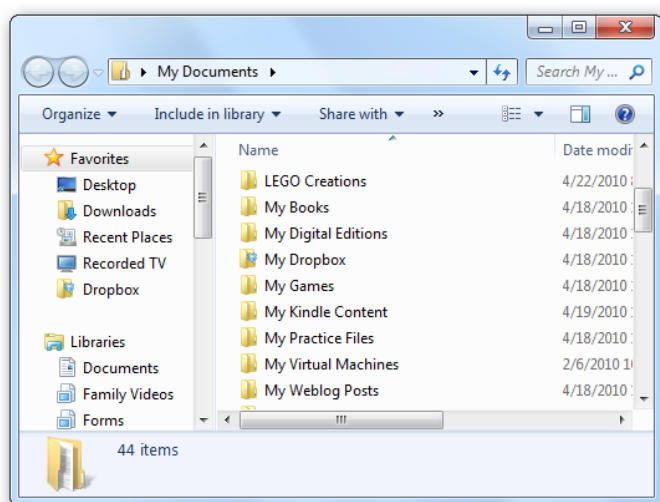 My Documents
Search My ...
Organize
Include in library
Share with
»
Name
Date modif
Favorites
Desktop
Downloads
Recent Places
Recorded TV
Dropbox
Libraries
Documents
Family Videos
Forms
LEGO Creations 4/22/2010
My Books 4/18/2010
My Digital Editions 4/18/2010
My Dropbox 4/18/2010
My Games 4/18/2010
My Kindle Content 4/19/2010
My Practice Files 4/18/2010
My Virtual Machines 2/6/2010
My Weblog Posts 4/18/2010
44 items